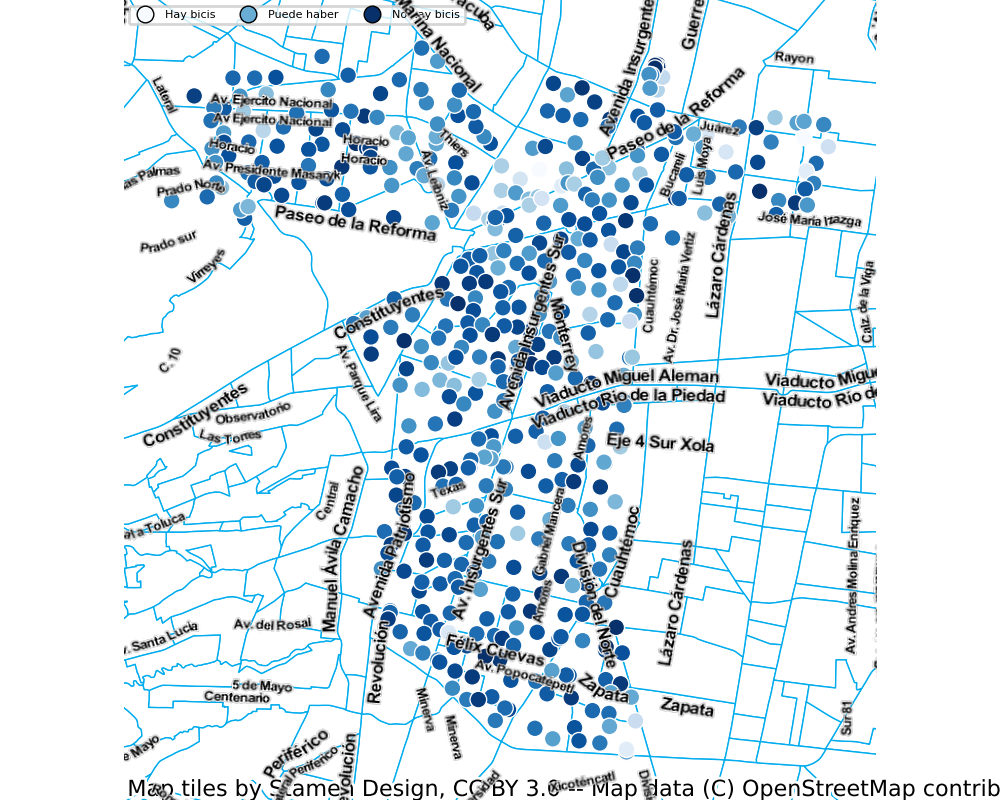 Hay bicis
Puede haber
No hay bicis
Marina Nacional
Avenida Insurgente
Guerre
Rayon
Lateral
Av. Ejercito Nacional
Av. Ejercito Nacional
Paseo de la Reforma
Juárez
Horacio
Horacio
Horacio
Thiers
Av. Leibniz
Bucareli
Luis Moya
as Palmas
Av. Presidente Masaryk
Prado Norte
Paseo de la Reforma
José María Izazga
Lázaro Cárdenas
Prado sur
Virreyes
Cuauhtémoc
Av. Dr. José María Vertiz
Calz. de la Viga
Constituyentes
Avenida Insurgentes Sur
Monterrey
C. 10
Av. Parque Lira
Viaducto Miguel Aleman
Viaducto Migue
Viaducto Rio de la Piedad
Viaducto Rio de
Constituyentes
Observatorio
Las Torres
Amores
Eje 4 Sur Xola
Texas
Central
Manuel Ávila Camacho
Avenida Patriotismo
Av. Insurgentes Sur
Gabriel Mancera
Amores
División del Norte
Cuauhtémoc
Lázaro Cárdenas
Av. Andres Molina Enriquez
Toluca
. Santa Lucia
Av. del Rosal
Félix Cuevas
Av. Popocatepetl
Revolución
5 de Mayo
Centenario
Zapata
Zapata
Minerva
Minerva
Sur 81
e Mayo
Periférico
Periferico
volución
Xicoténcatl
Map tiles by Stamen Design, CC BY 3.0 -- Map data (C) OpenStreetMap contrib